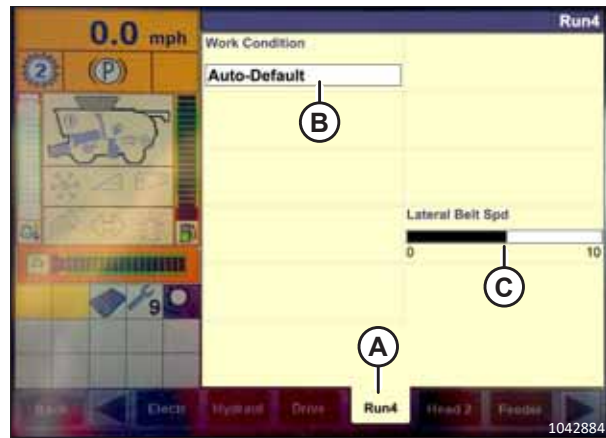 Run4
0.0 mph
Work Condition
2
P
Auto-Default
B
Lateral Belt Spd
0
10
C
9
A
Back
Electr
Hydraul
Drive
Run4
Head 2
Feeder
1042884